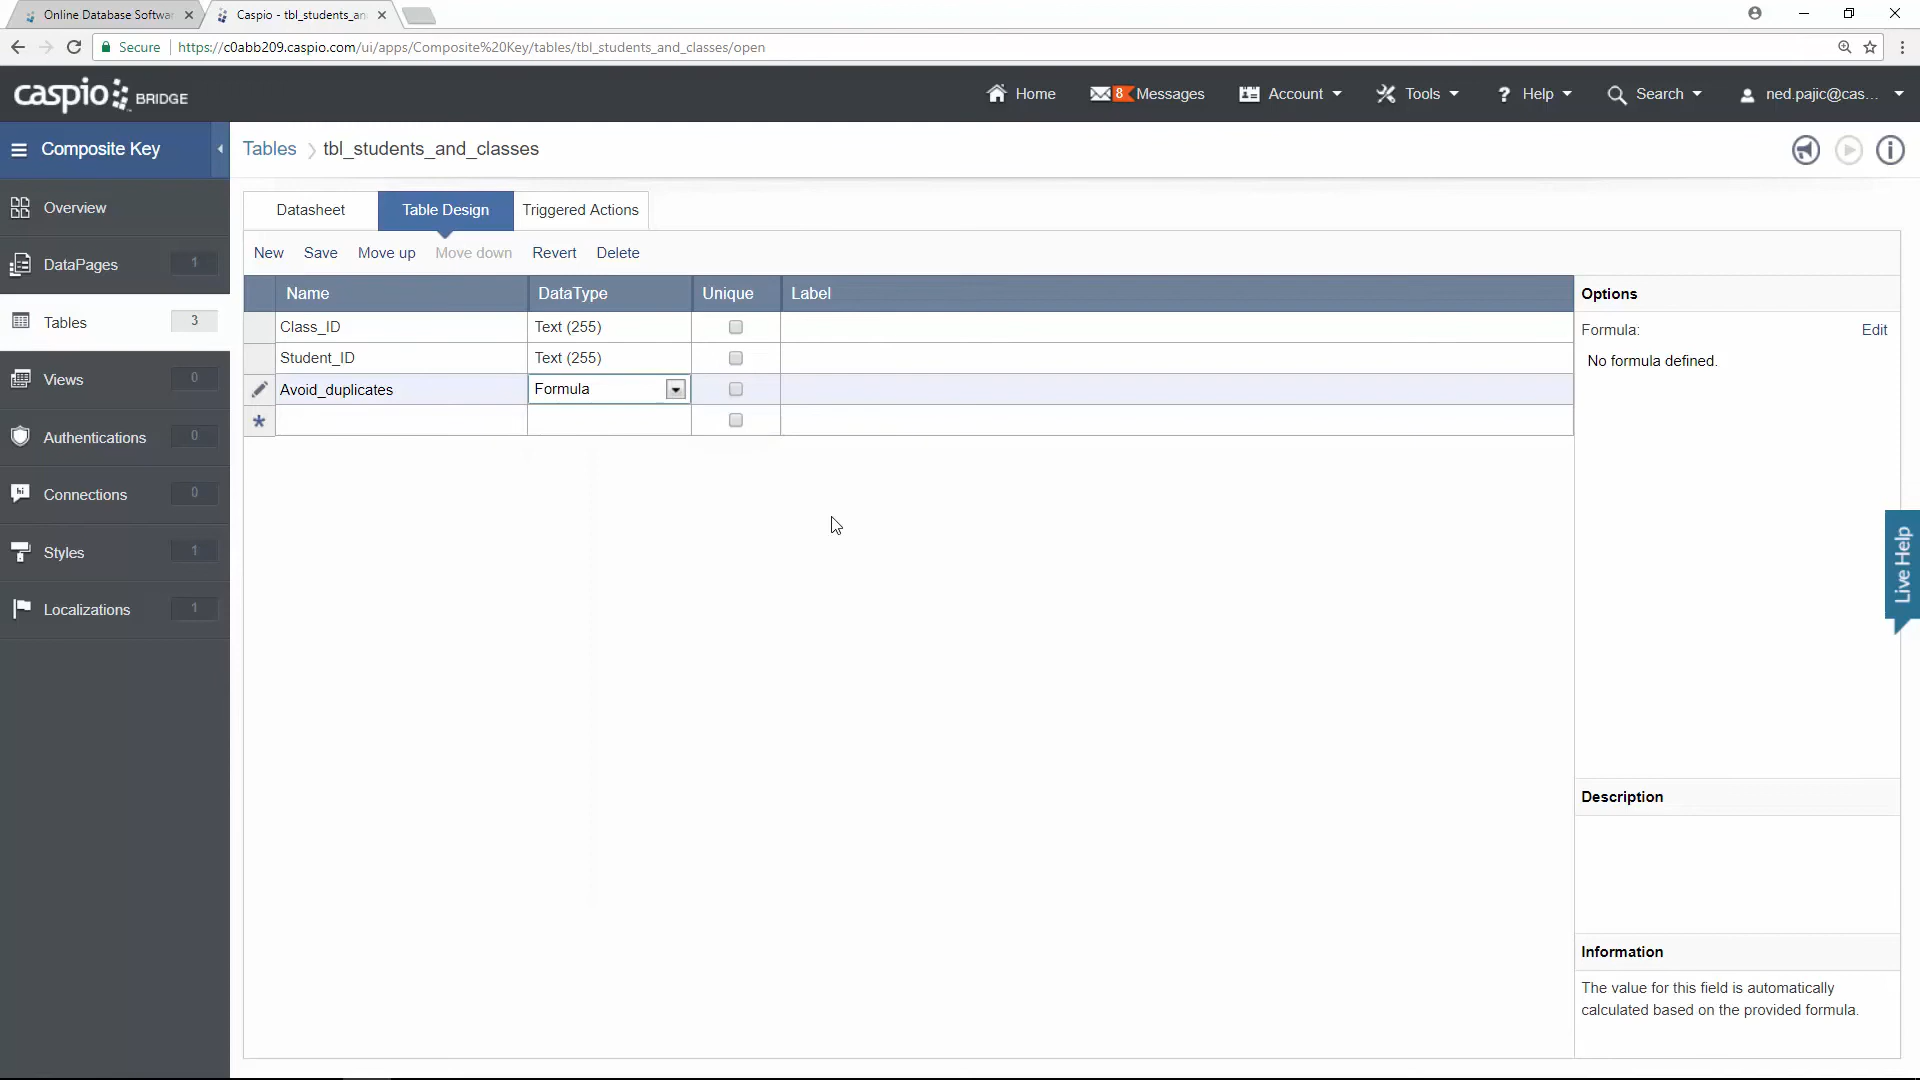 Online Database Softwar
Caspio - tbl_students_an
Secure
https://c0abb209.caspio.com/ui/apps/Composite%20Key/tables/tbl_students_and_classes/open
caspio BRIDGE
Home
8 Messages
Account
Tools
? Help
Search
ned.pajic@cas...
Composite Key
Tables
tbl_students_and_classes
Overview
DataPages 1
Tables 3
Views 0
Authentications 0
hi Connections 0
Styles 1
Localizations 1
Datasheet
Table Design
Triggered Actions
New Save Move up Move down Revert Delete
Name DataType Unique Label
Class_ID Text (255)
Student_ID Text (255)
Avoid_duplicates Formula
*
Options
Formula: Edit
No formula defined.
Live Help
Description
Information
The value for this field is automatically
calculated based on the provided formula.